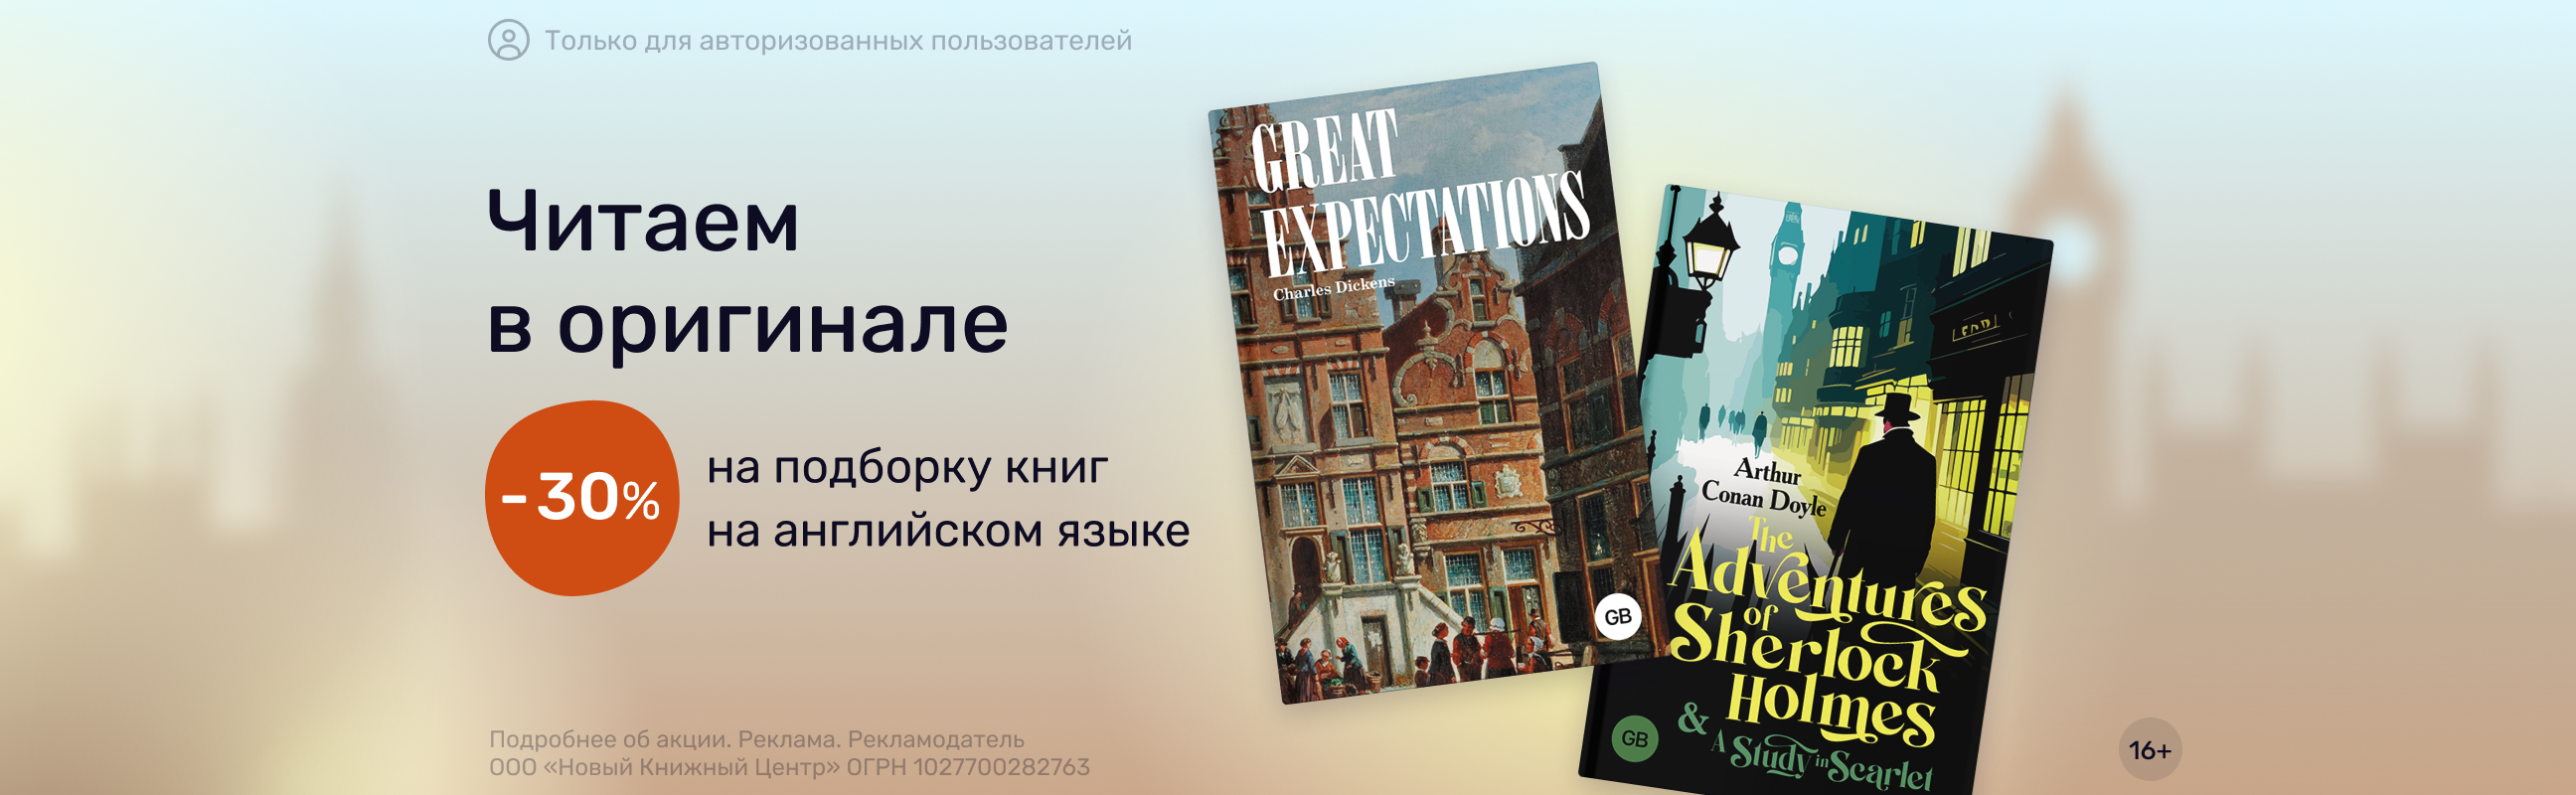 Только для авторизованных пользователей
Читаем
в оригинале
-30%
на подборку книг
на английском языке
Подробнее об акции. Реклама. Рекламодатель
ООО «Новый Книжный Центр» ОГРН 1027700282763
GREAT
EXPECTATIONS
Charles Dickens
GB
Arthur
Conan Doyle
The
Adventures
of
Sherlock
Holmes
& A Study in Scarlet
GB
16+